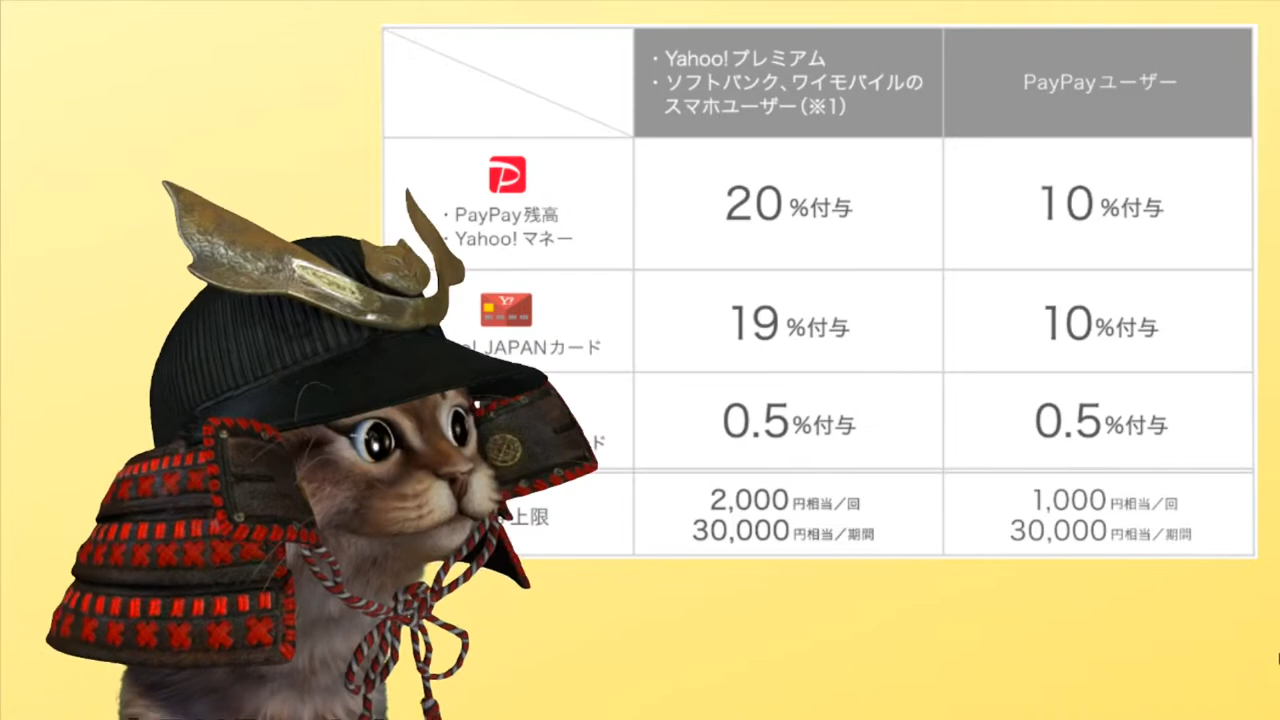 ・Yahoo!プレミアム
・ソフトバンク、ワイモバイルの
スマホユーザー(※1)
PayPayユーザー
・PayPay残高
・Yahoo!マネー
20%付与
10%付与
Y!
JAPANカード
19%付与
10%付与
ド
0.5%付与
0.5%付与
上限
2,000円相当/回
30,000円相当/期間
1,000円相当/回
30,000円相当/期間